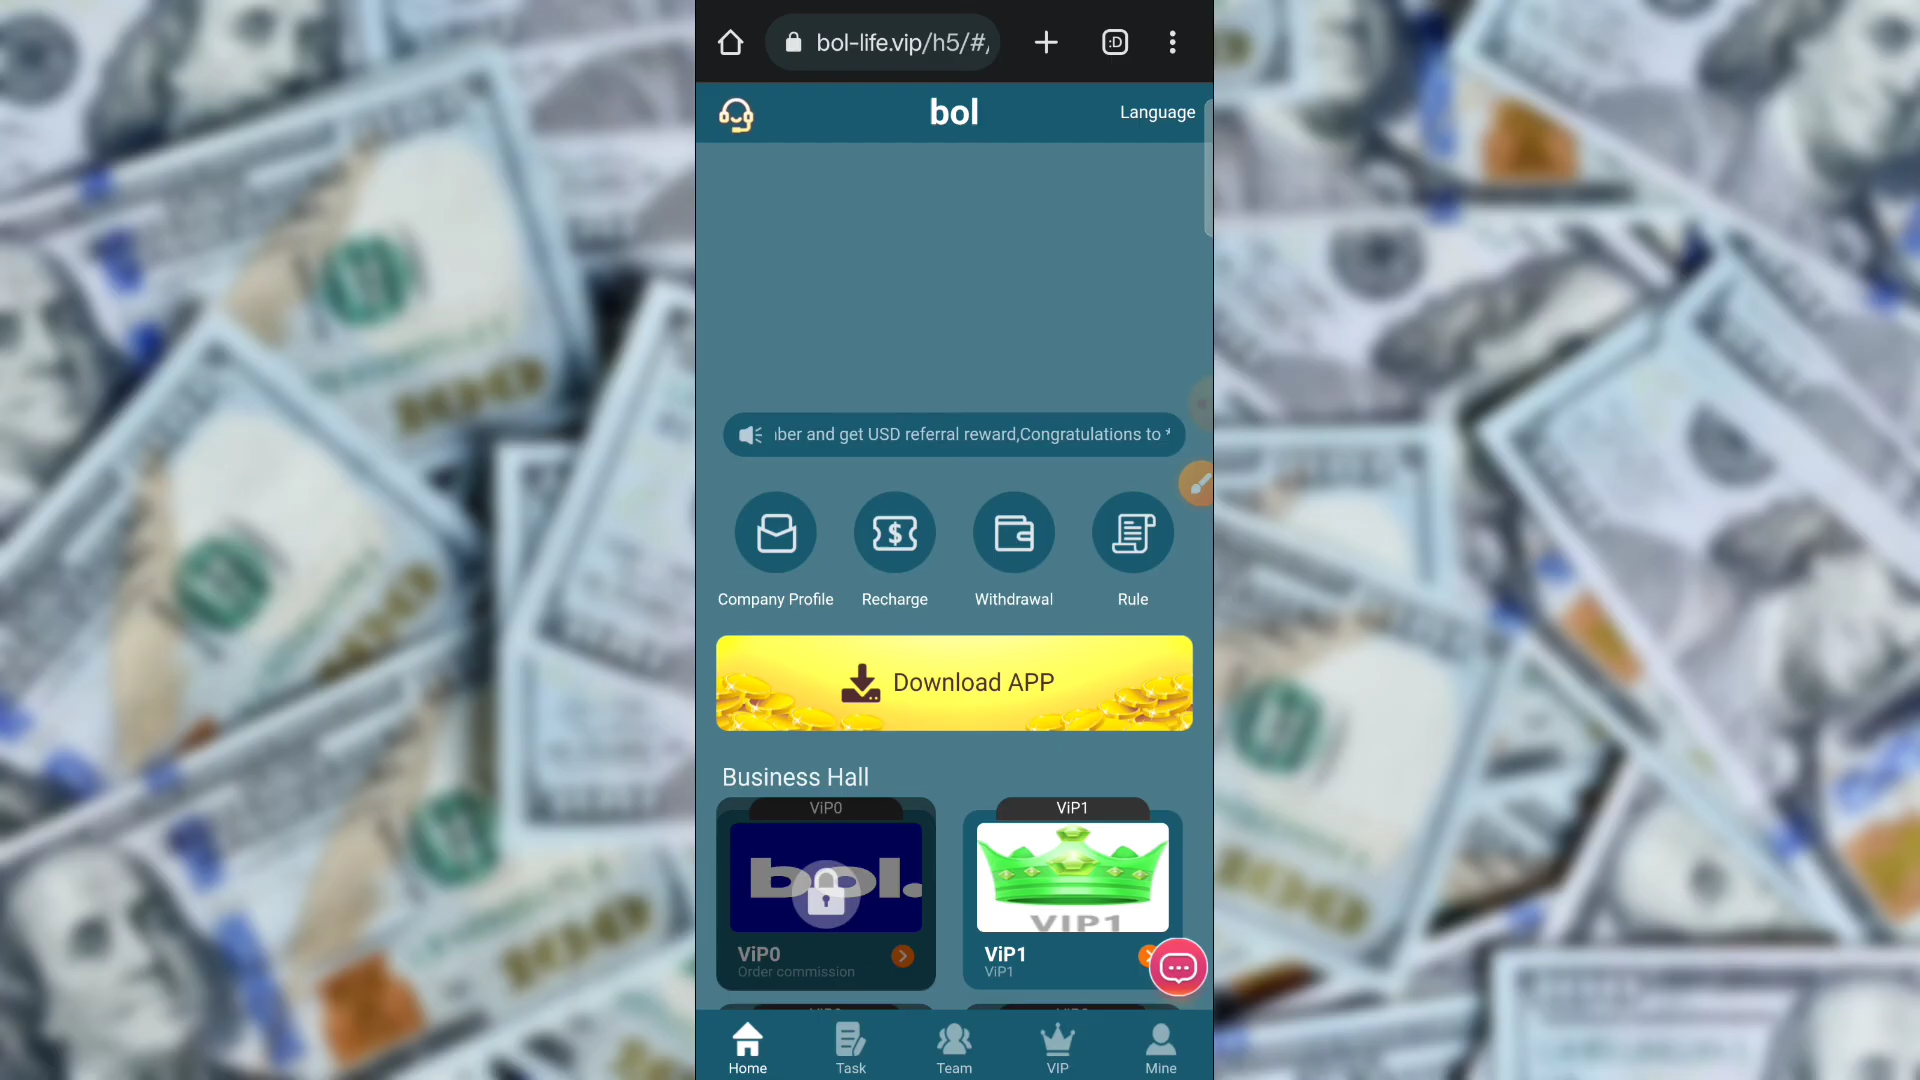 bol-life.vip/h5/#
:D
bol
Language
and get USD referral reward,Congratulations to *
Company Profile
Recharge
Withdrawal
Rule
Download APP
Business Hall
ViP0
ViP1
bol.
VIP1
ViP0
ViP1
Order commission
ViP1
Home
Task
Team
VIP
Mine